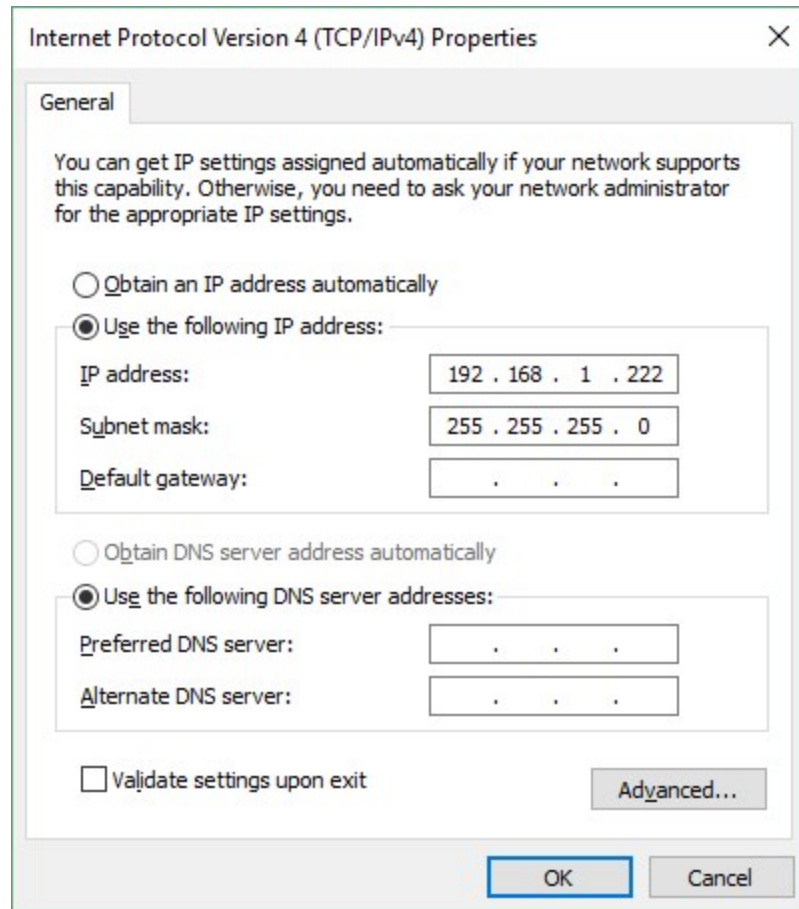 Internet Protocol Version 4 (TCP/IPv4) Properties
General
You can get IP settings assigned automatically if your network supports
this capability. Otherwise, you need to ask your network administrator
for the appropriate IP settings.
Obtain an IP address automatically
Use the following IP address:
IP address: 192 . 168 . 1 . 222
Subnet mask: 255 . 255 . 255 . 0
Default gateway: . . .
Obtain DNS server address automatically
Use the following DNS server addresses:
Preferred DNS server: . . .
Alternate DNS server: . . .
Validate settings upon exit
Advanced...
OK Cancel